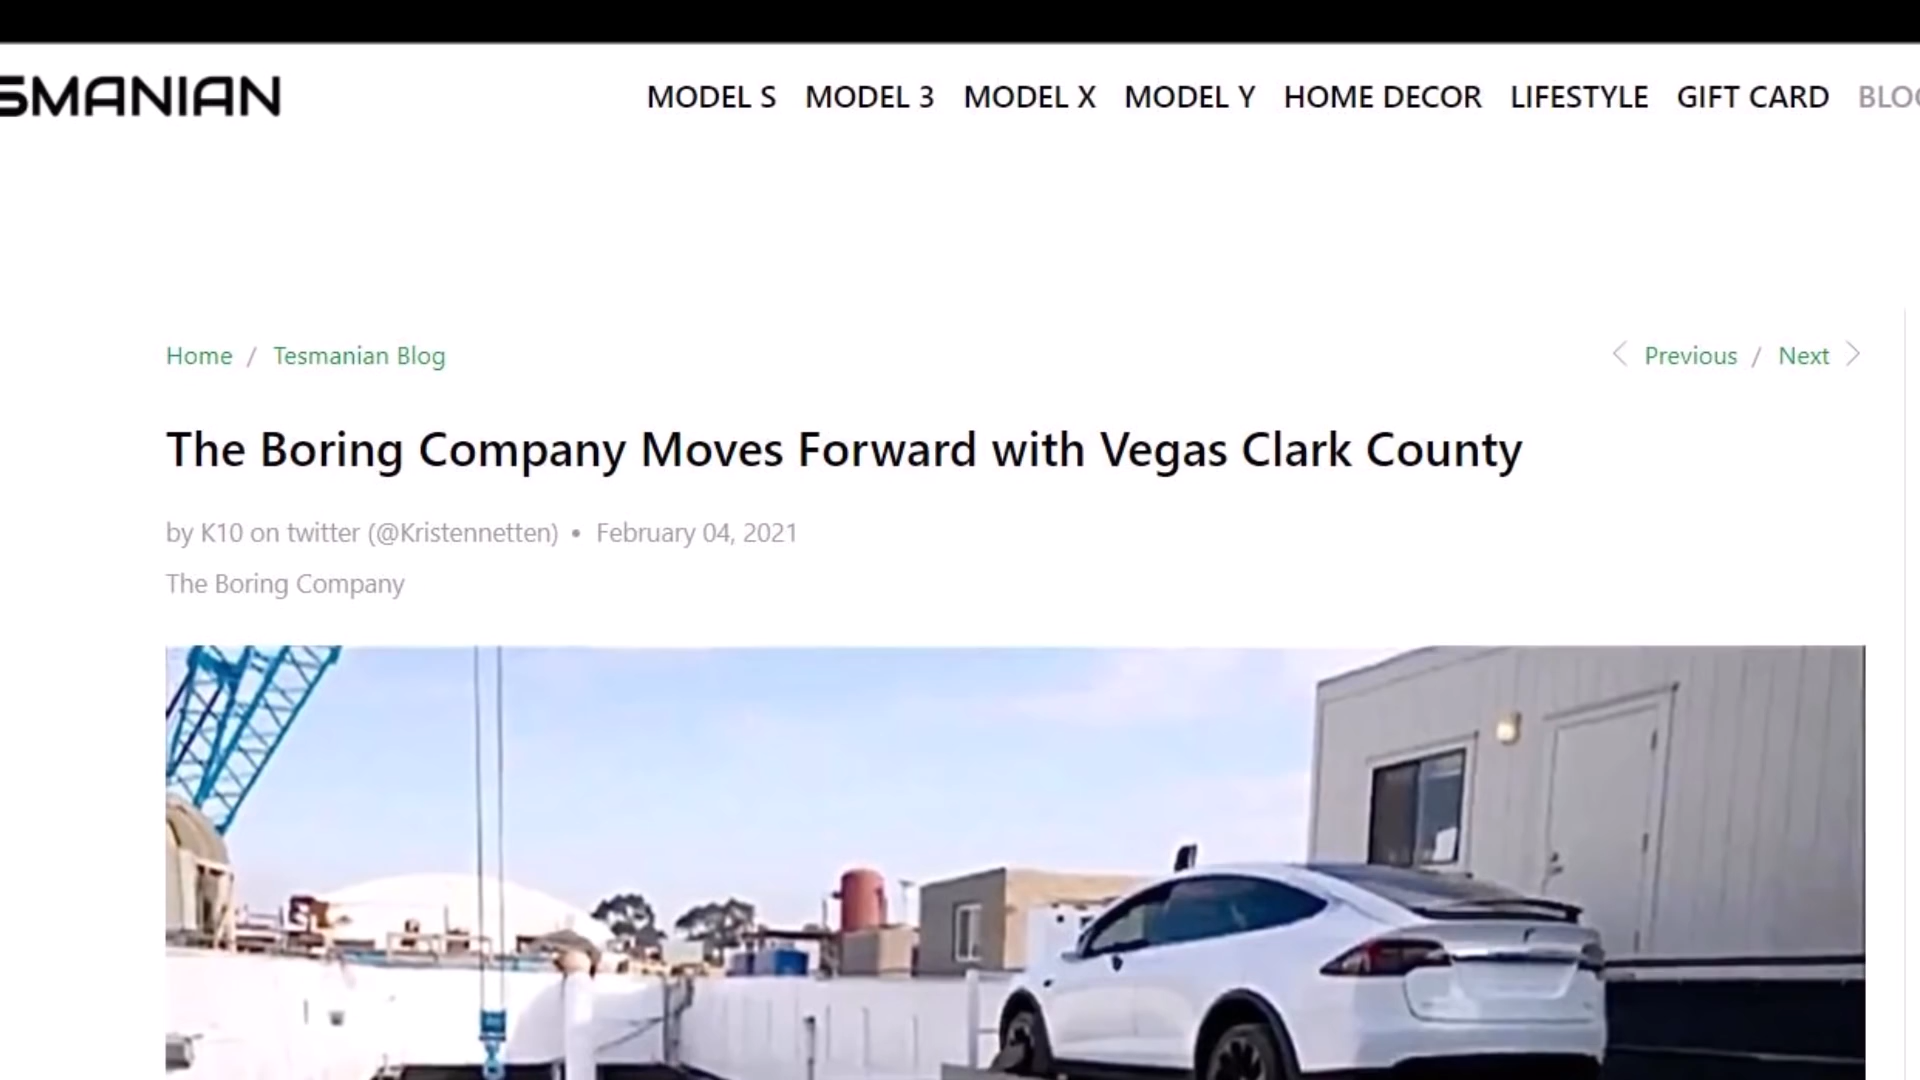 SMANIAN
MODEL S MODEL 3 MODEL X MODEL Y HOME DECOR LIFESTYLE GIFT CARD BLO
Home / Tesmanian Blog
Previous / Next
The Boring Company Moves Forward with Vegas Clark County
by K10 on twitter (@Kristennetten) • February 04, 2021
The Boring Company